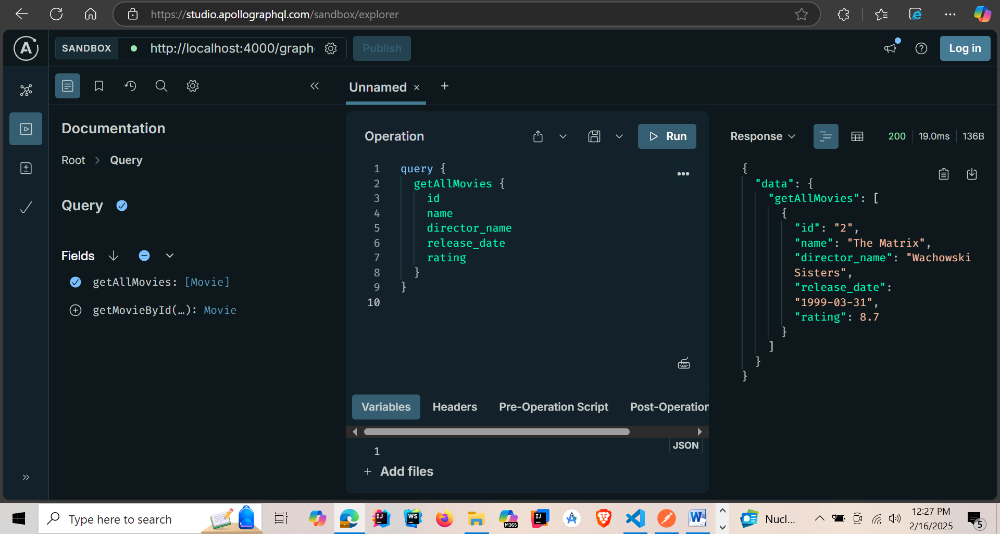 https://studio.apollographql.com/sandbox/explorer
SANDBOX
http://localhost:4000/graph
Publish
Log in
Unnamed
Documentation
Root > Query
Query
Fields
getAllMovies: [Movie]
getMovieById(…): Movie
Operation
Run
1 query {
2 getAllMovies {
3 id
4 name
5 director_name
6 release_date
7 rating
8 }
9 }
10
Variables Headers Pre-Operation Script Post-Operation
JSON
1
+ Add files
Response
200 19.0ms 136B
{
"data": {
"getAllMovies": [
{
"id": "2",
"name": "The Matrix",
"director_name": "Wachowski
Sisters",
"release_date":
"1999-03-31",
"rating": 8.7
}
]
}
}
Type here to search
IJ
WS
M365
IJ
W
Nucl...
12:27 PM
2/16/2025
5